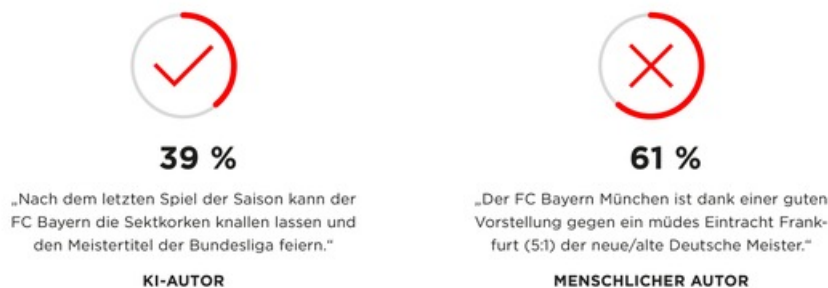 39 %
„Nach dem letzten Spiel der Saison kann der
FC Bayern die Sektkorken knallen lassen und
den Meistertitel der Bundesliga feiern.“
KI-AUTOR
61 %
„Der FC Bayern München ist dank einer guten
Vorstellung gegen ein müdes Eintracht Frank-
furt (5:1) der neue/alte Deutsche Meister.“
MENSCHLICHER AUTOR